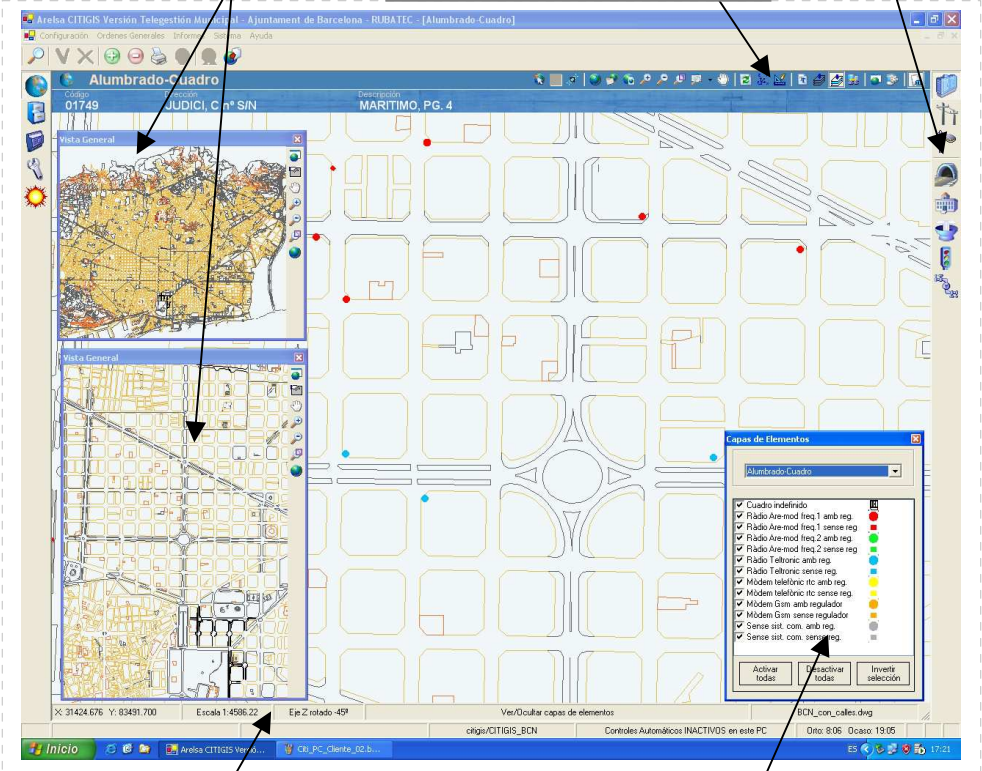 Arelsa CITIGIS Versión Telegestión Municipal - Ajuntament de Barcelona - RUBATEC - [Alumbrado-Cuadro]
Configuración Ordenes Generales Informes Sistema Ayuda
Alumbrado-Cuadro
Código Dirección Descripción
01749 JUDICI, C nº S/N MARITIMO, PG. 4
Vista General
Vista General
Capas de Elementos
Alumbrado-Cuadro
Cuadro indefinido
Ràdio Are-mod freq.1 amb reg.
Ràdio Are-mod freq.1 sense reg
Ràdio Are-mod freq.2 amb reg.
Ràdio Are-mod freq.2 sense reg
Ràdio Teltronic amb reg.
Ràdio Teltronic sense reg.
Mòdem telefònic rtc amb reg.
Mòdem telefònic rtc sense reg.
Mòdem Gsm amb regulador
Mòdem Gsm sense regulador
Sense sist. com. amb reg.
Sense sist. com. sense reg.
Activar todas
Desactivar todas
Invertir selección
X: 31424.676 Y: 83491.700 Escala 1:4586.22 Eje Z rotado -45º Ver/Ocultar capas de elementos BCN_con_calles.dwg
citigis/CITIGIS_BCN Controles Automáticos INACTIVOS en este PC Orto: 8:06 Ocaso: 19:05
Inicio Arelsa CITIGIS Versió... Citi_PC_Cliente_02.b... ES 17:21